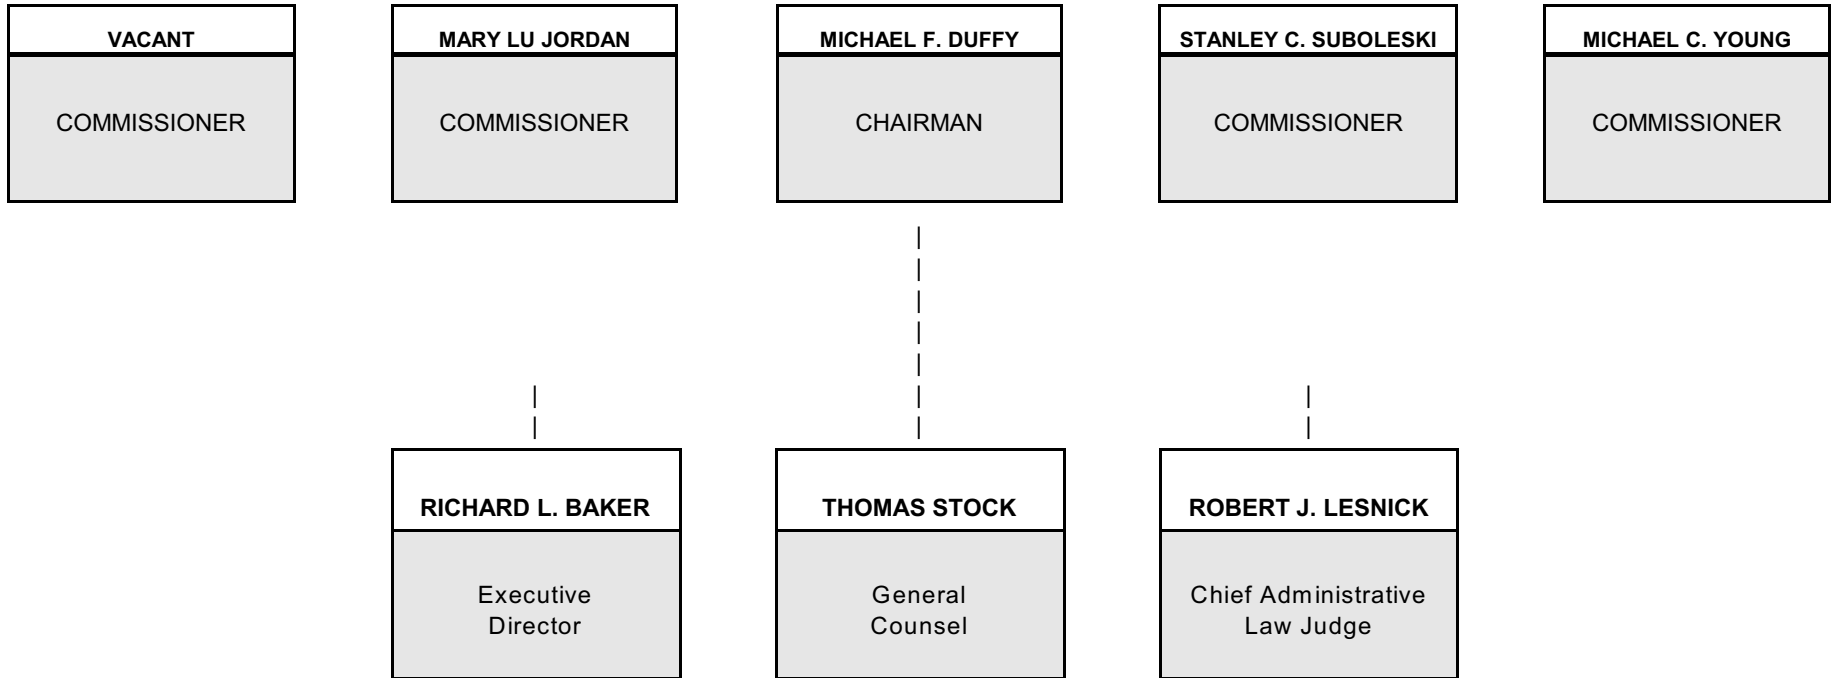 VACANT
COMMISSIONER
MARY LU JORDAN
COMMISSIONER
MICHAEL F. DUFFY
CHAIRMAN
STANLEY C. SUBOLESKI
COMMISSIONER
MICHAEL C. YOUNG
COMMISSIONER
RICHARD L. BAKER
Executive
Director
THOMAS STOCK
General
Counsel
ROBERT J. LESNICK
Chief Administrative
Law Judge